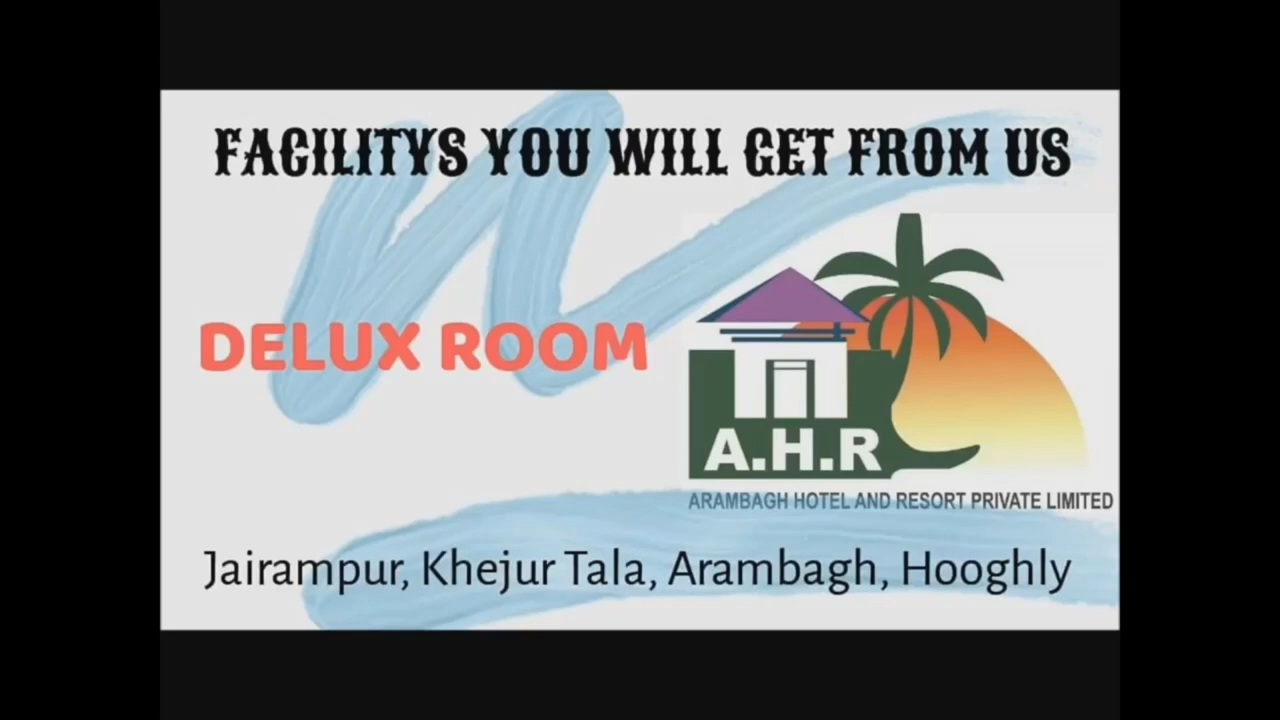 FACILITYS YOU WILL GET FROM US
DELUX ROOM
A.H.R
ARAMBAGH HOTEL AND RESORT PRIVATE LIMITED
Jairampur, Khejur Tala, Arambagh, Hooghly